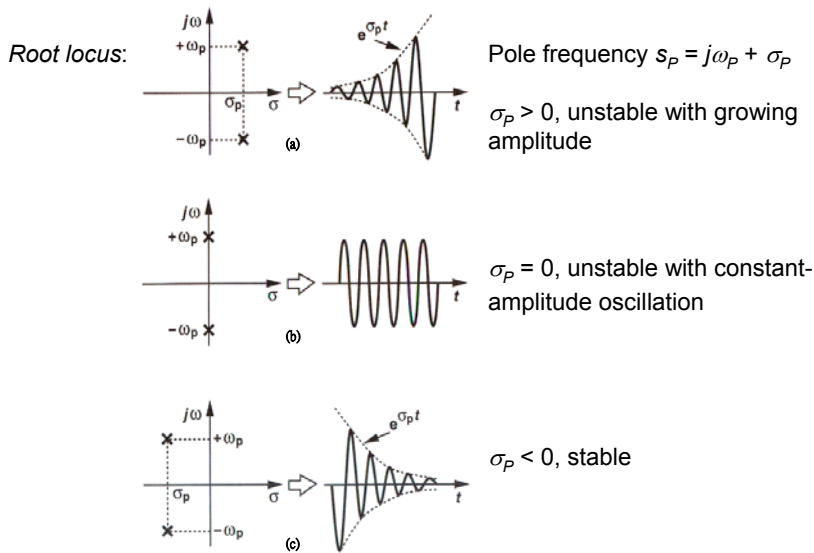 Root locus:
jω
+ωp
σp
σ
−ωp
(a)
e^σpt
t
Pole frequency sP = jωP + σP
σP > 0, unstable with growing
amplitude
jω
+ωp
σ
−ωp
(b)
t
σP = 0, unstable with constant-
amplitude oscillation
jω
+ωp
σp
σ
−ωp
(c)
e^σpt
t
σP < 0, stable